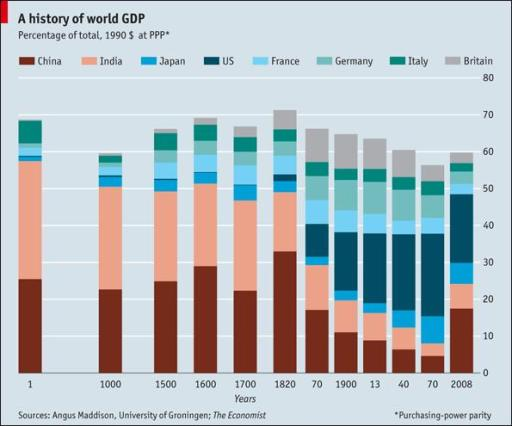 A history of world GDP
Percentage of total, 1990 $ at PPP*
China India Japan US France Germany Italy Britain
80
70
60
50
40
30
20
10
0
1 1000 1500 1600 1700 1820 70 1900 13 40 70 2008
Years
Sources: Angus Maddison, University of Groningen; The Economist *Purchasing-power parity